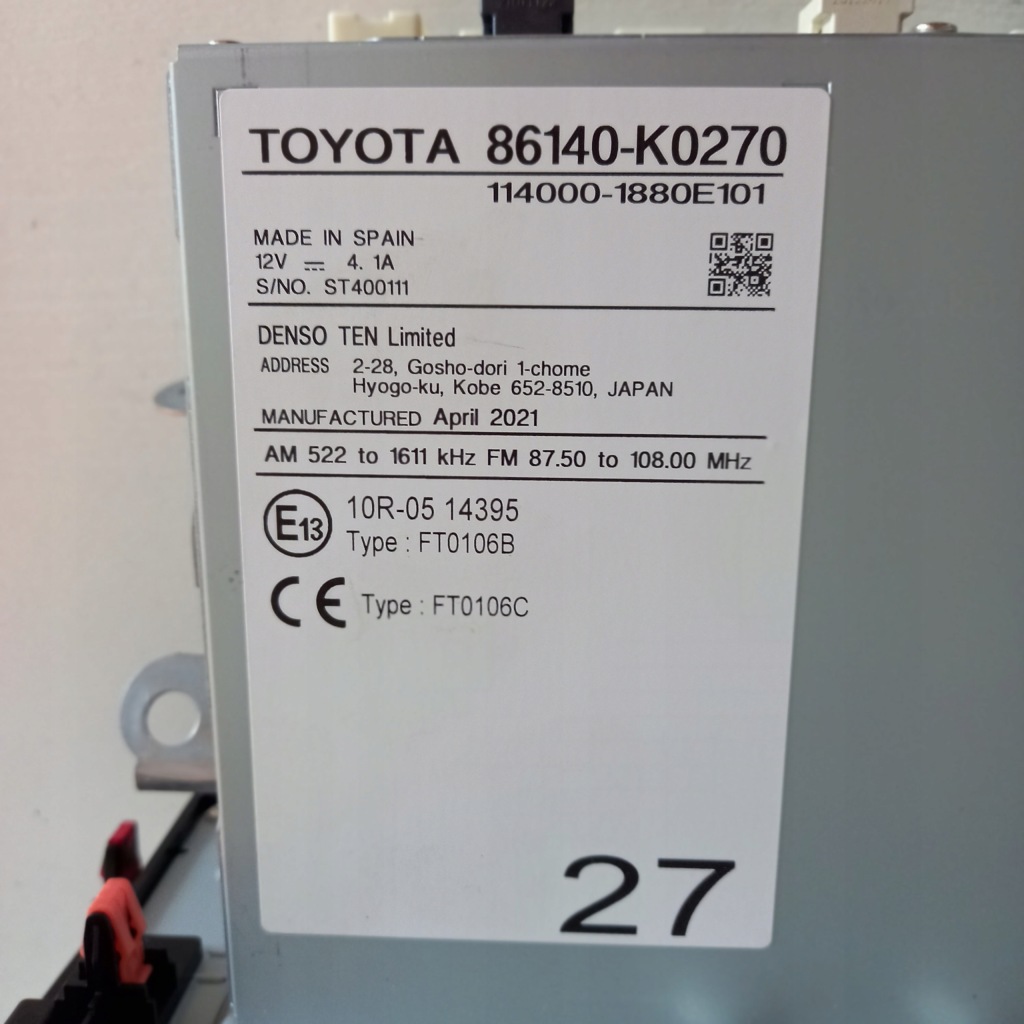 TOYOTA 86140-K0270
114000-1880E101
MADE IN SPAIN
12V ⎓ 4. 1A
S/NO. ST400111
DENSO TEN Limited
ADDRESS 2-28, Gosho-dori 1-chome
Hyogo-ku, Kobe 652-8510, JAPAN
MANUFACTURED April 2021
AM 522 to 1611 kHz FM 87.50 to 108.00 MHz
E13 10R-05 14395
Type : FT0106B
CE Type : FT0106C
27